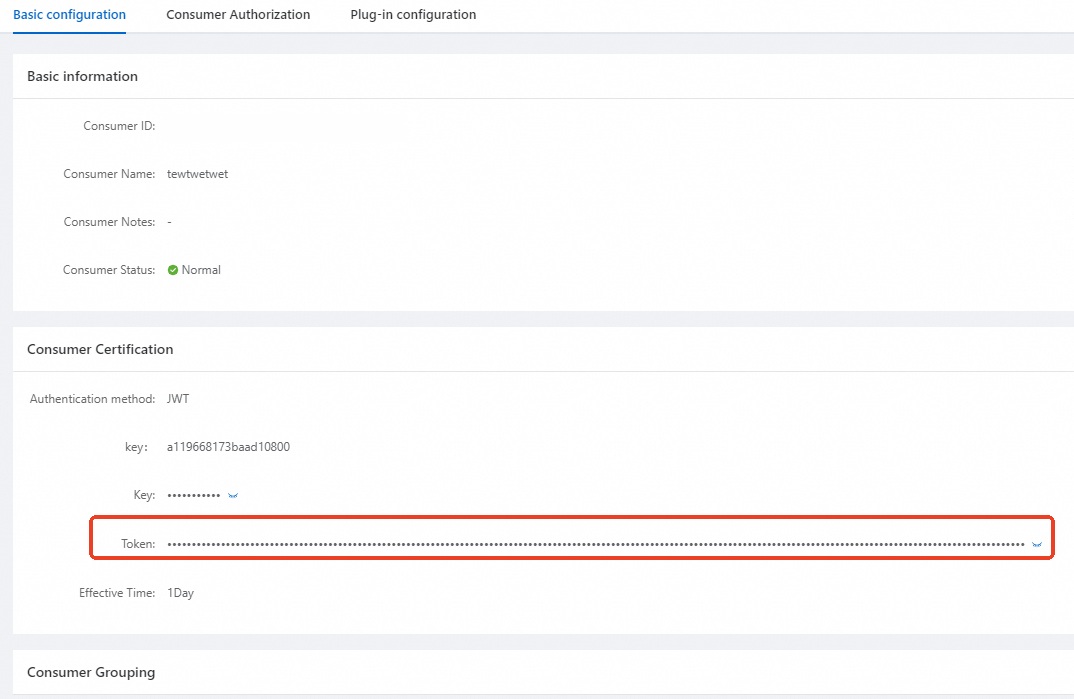 Basic configuration Consumer Authorization Plug-in configuration
Basic information
Consumer ID:
Consumer Name: tewtwetwet
Consumer Notes: -
Consumer Status: Normal
Consumer Certification
Authentication method: JWT
key: a119668173baad10800
Key: •••••••••••
Token:
Effective Time: 1Day
Consumer Grouping